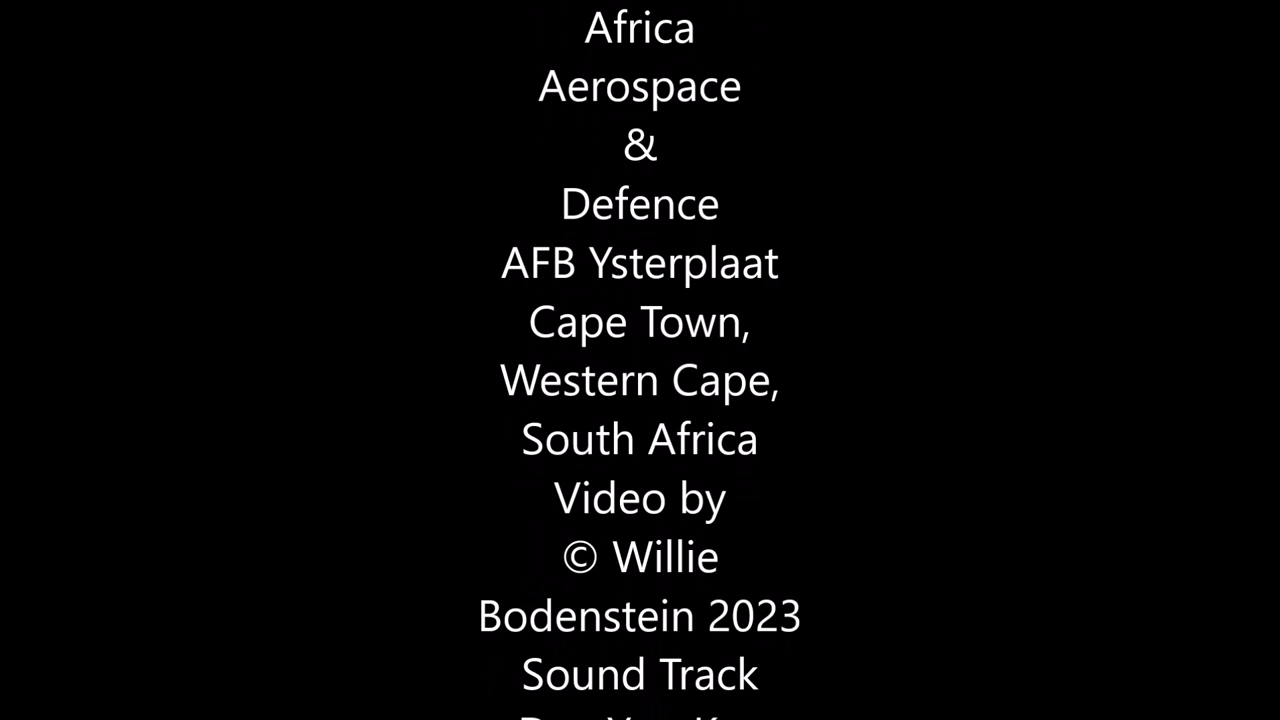 Africa
Aerospace
&
Defence
AFB Ysterplaat
Cape Town,
Western Cape,
South Africa
Video by
© Willie
Bodenstein 2023
Sound Track